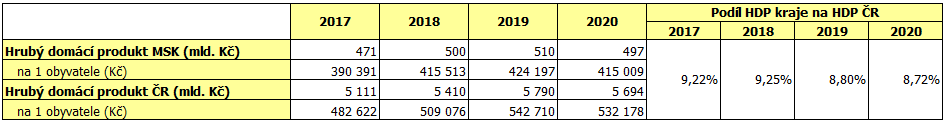 2017 2018 2019 2020 Podíl HDP kraje na HDP ČR
2017 2018 2019 2020
Hrubý domácí produkt MSK (mld. Kč) 471 500 510 497
na 1 obyvatele (Kč) 390 391 415 513 424 197 415 009
9,22% 9,25% 8,80% 8,72%
Hrubý domácí produkt ČR (mld. Kč) 5 111 5 410 5 790 5 694
na 1 obyvatele (Kč) 482 622 509 076 542 710 532 178